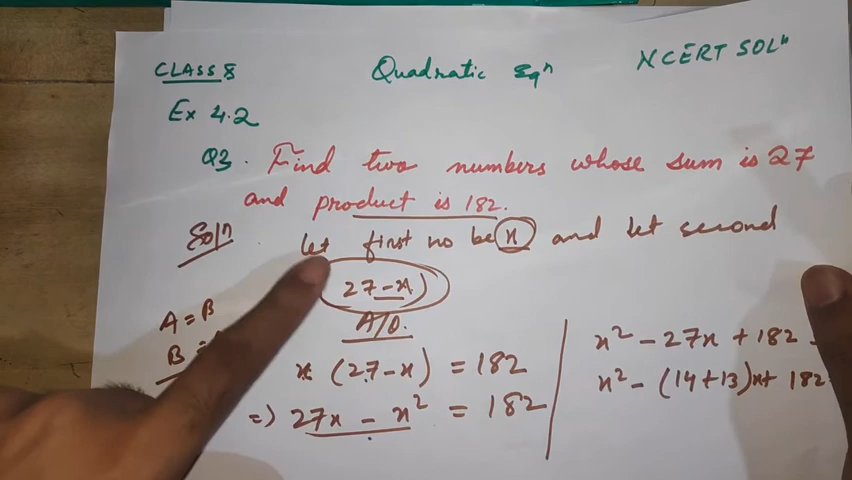 CLASS 8
Quadratic Eqⁿ
NCERT SOLⁿ
Ex 4.2
Q3. Find two numbers whose sum is 27
and product is 182.
Solⁿ
Let first no be x and let second
27-x)
A/O.
A = B
B =
x (27-x) = 182
=> 27x - x² = 182
x² - 27x + 182
x² - (14+13)x + 182